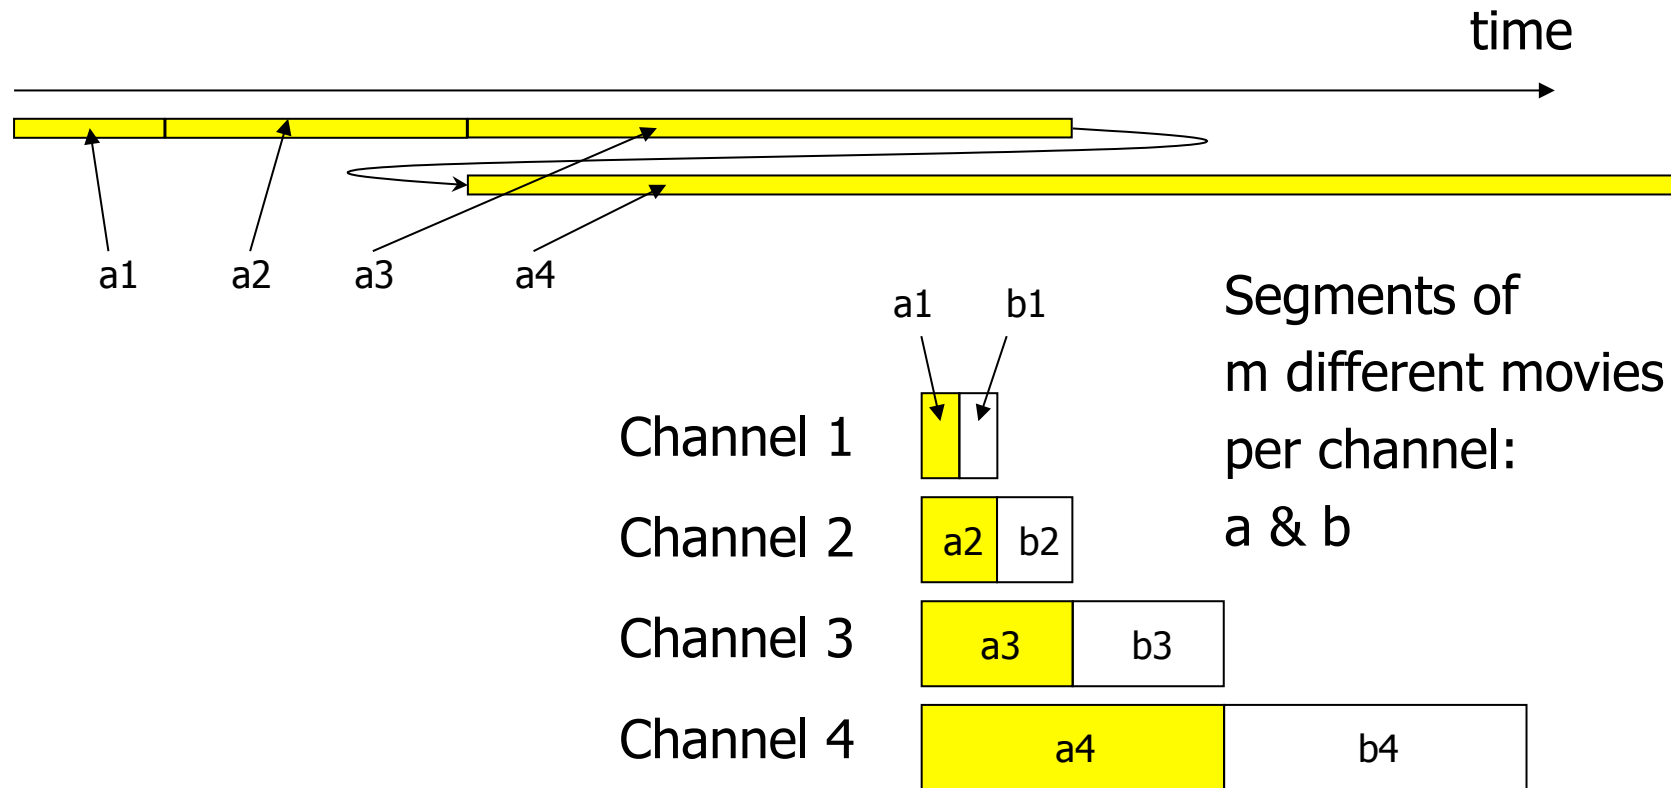 time
a1 a2 a3 a4
a1 b1
Segments of
m different movies
per channel:
a & b
Channel 1
Channel 2 a2 b2
Channel 3 a3 b3
Channel 4 a4 b4